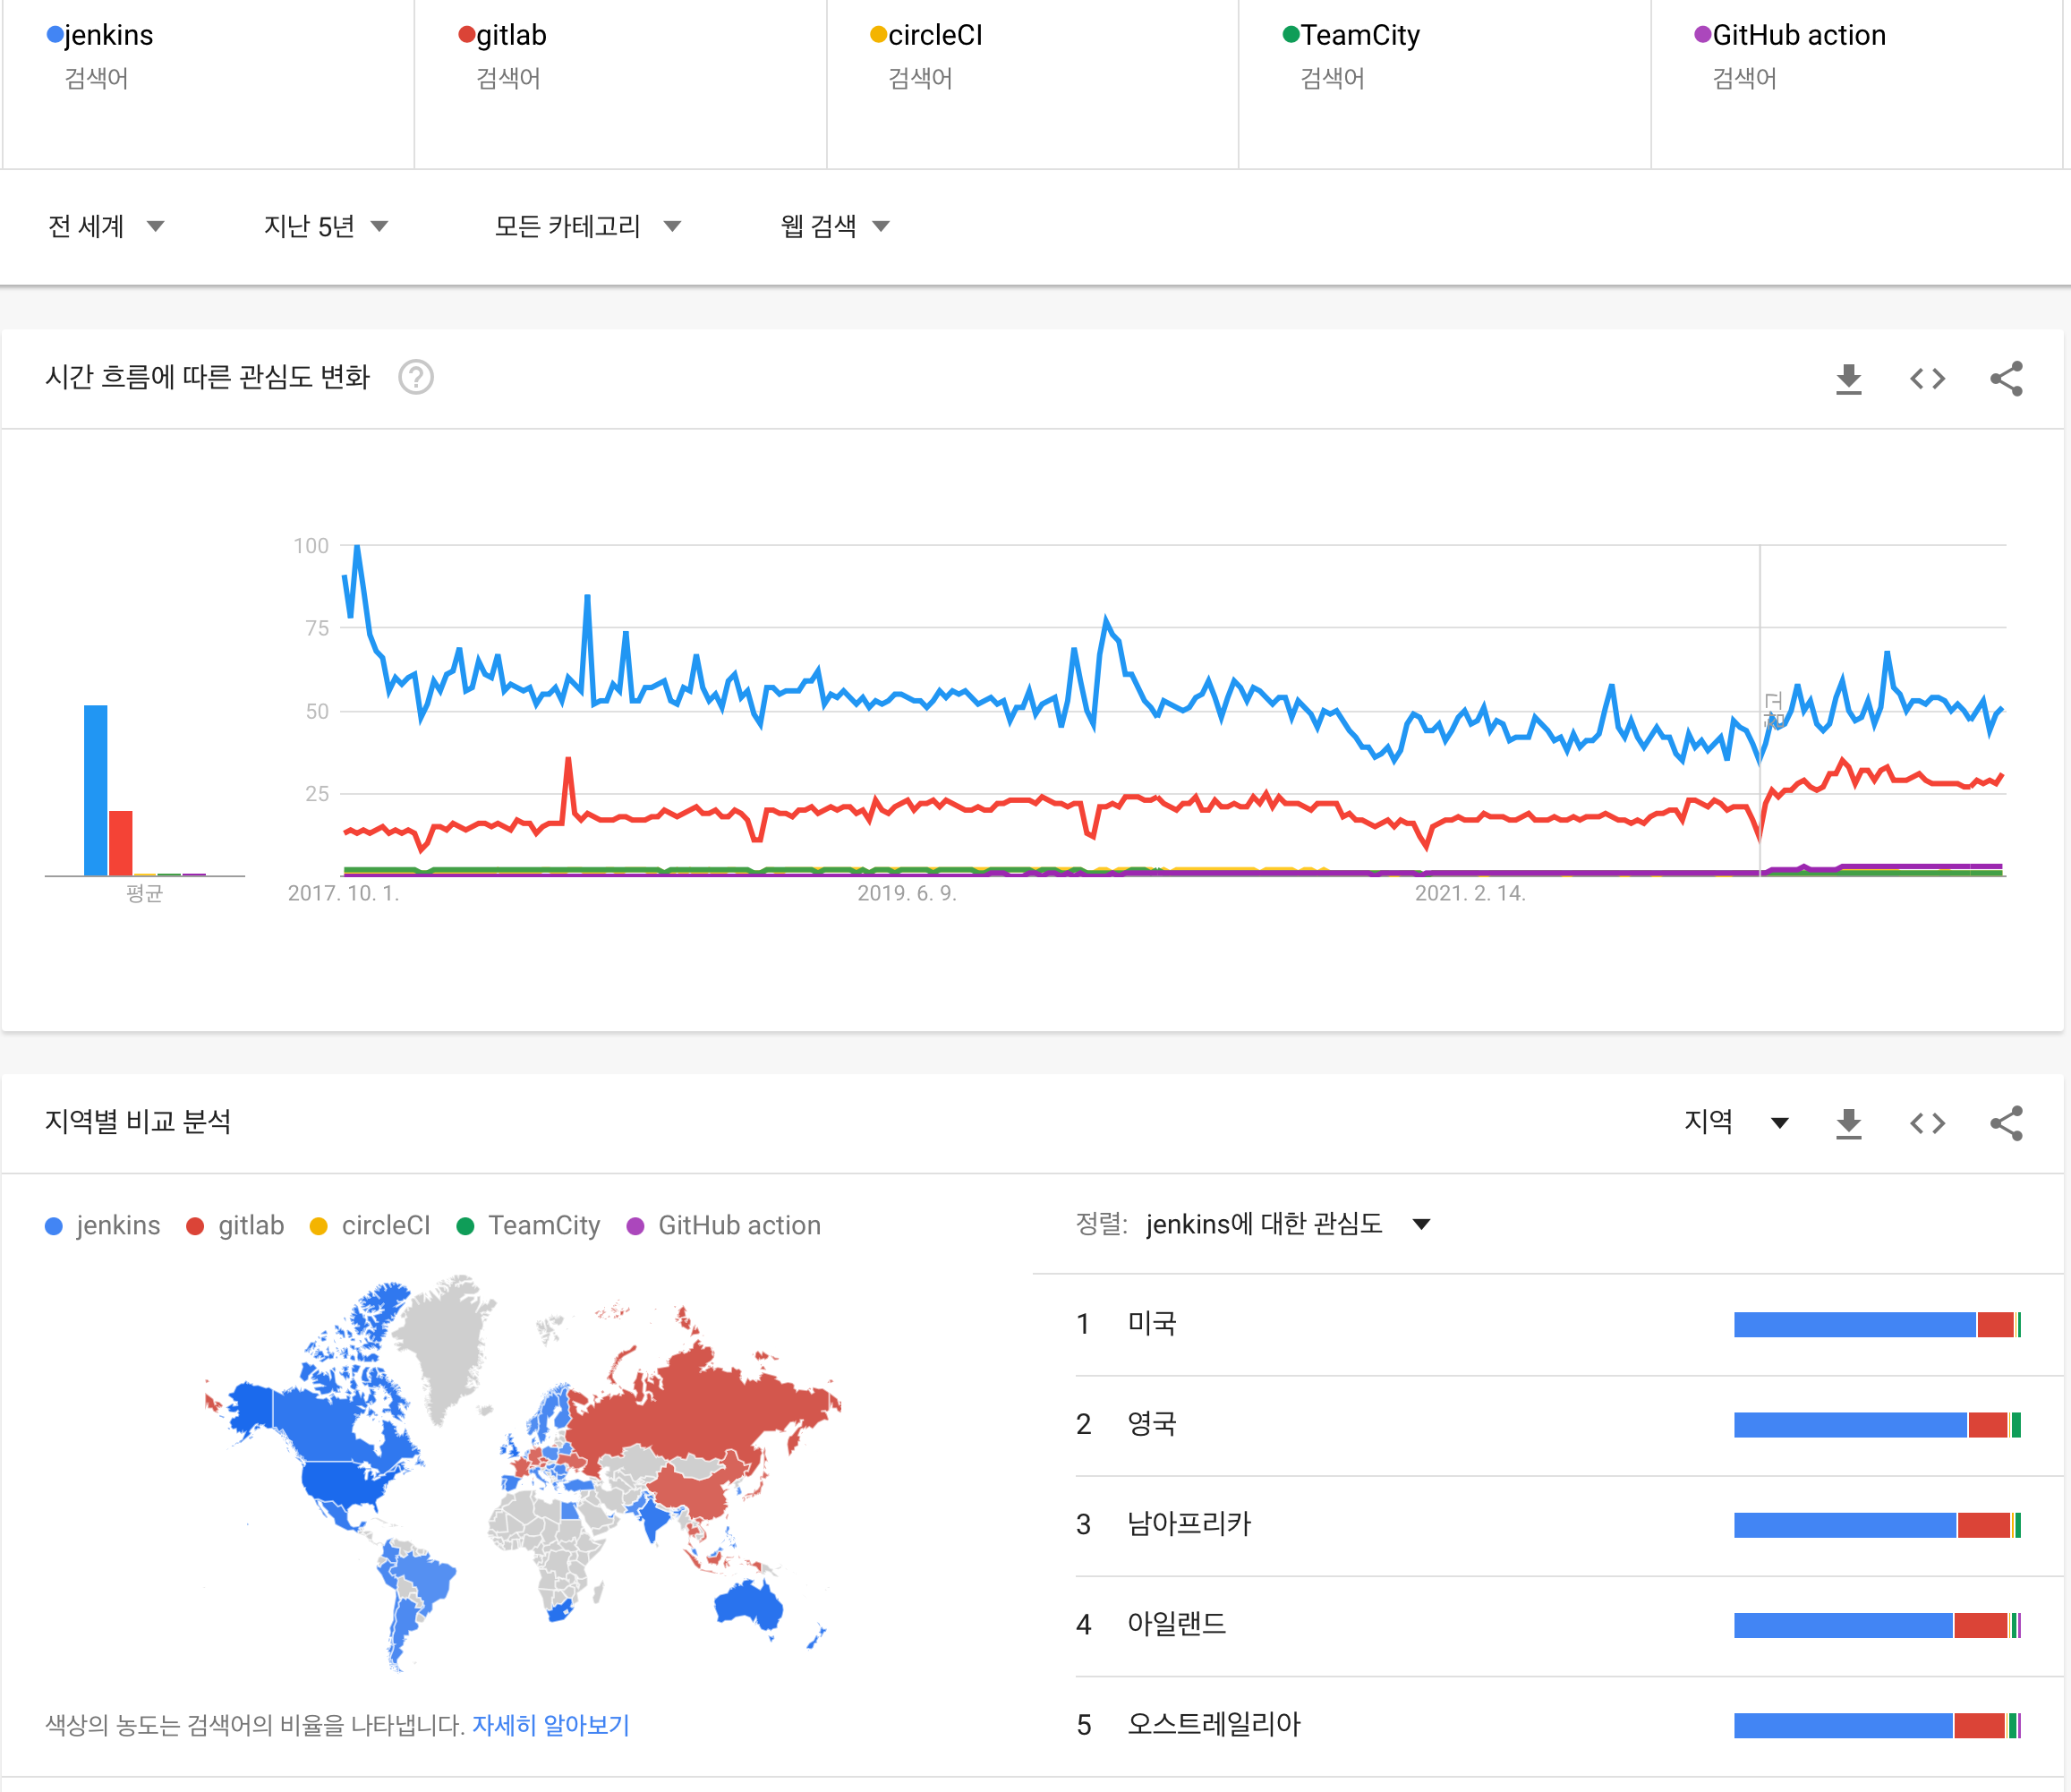 jenkins
검색어
gitlab
검색어
circleCI
검색어
TeamCity
검색어
GitHub action
검색어
전 세계
지난 5년
모든 카테고리
웹 검색
시간 흐름에 따른 관심도 변화
?
100
75
50
25
평균
2017. 10. 1.
2019. 6. 9.
2021. 2. 14.
지역별 비교 분석
지역
jenkins
gitlab
circleCI
TeamCity
GitHub action
정렬: jenkins에 대한 관심도
1 미국
2 영국
3 남아프리카
4 아일랜드
5 오스트레일리아
색상의 농도는 검색어의 비율을 나타냅니다. 자세히 알아보기